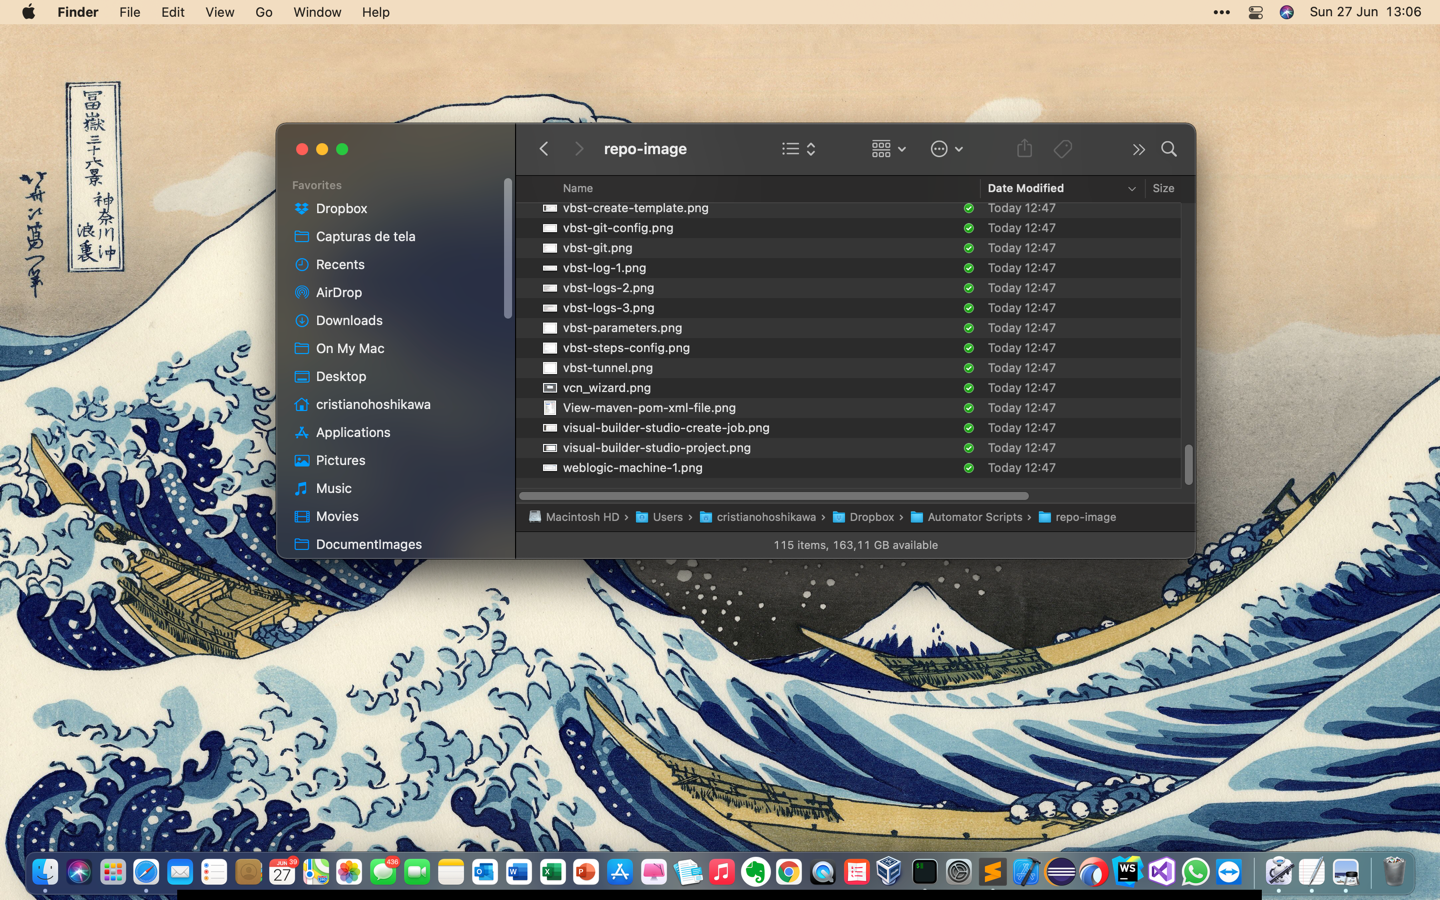 Finder File Edit View Go Window Help
Sun 27 Jun 13:06
冨嶽三十六景
神奈川沖
浪裏
repo-image
Favorites
Dropbox
Capturas de tela
Recents
AirDrop
Downloads
On My Mac
Desktop
cristianohoshikawa
Applications
Pictures
Music
Movies
DocumentImages
Name Date Modified Size
vbst-create-template.png Today 12:47
vbst-git-config.png Today 12:47
vbst-git.png Today 12:47
vbst-log-1.png Today 12:47
vbst-logs-2.png Today 12:47
vbst-logs-3.png Today 12:47
vbst-parameters.png Today 12:47
vbst-steps-config.png Today 12:47
vbst-tunnel.png Today 12:47
vcn_wizard.png Today 12:47
View-maven-pom-xml-file.png Today 12:47
visual-builder-studio-create-job.png Today 12:47
visual-builder-studio-project.png Today 12:47
weblogic-machine-1.png Today 12:47
Macintosh HD › Users › cristianohoshikawa › Dropbox › Automator Scripts › repo-image
115 items, 163,11 GB available
JUN 39
27
436
WS